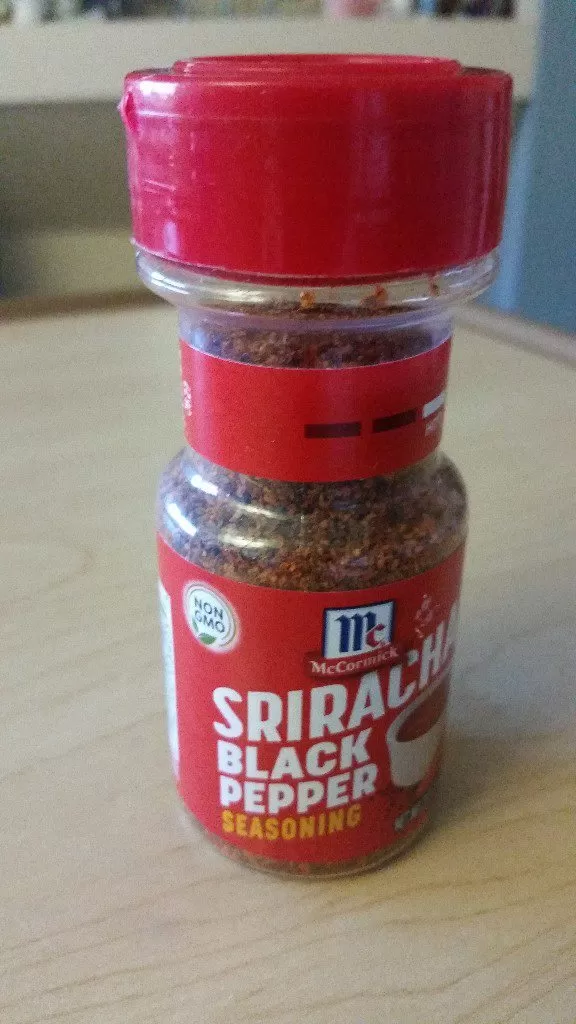 NON
GMO
Mc
McCormick
SRIRACHA
BLACK
PEPPER
SEASONING